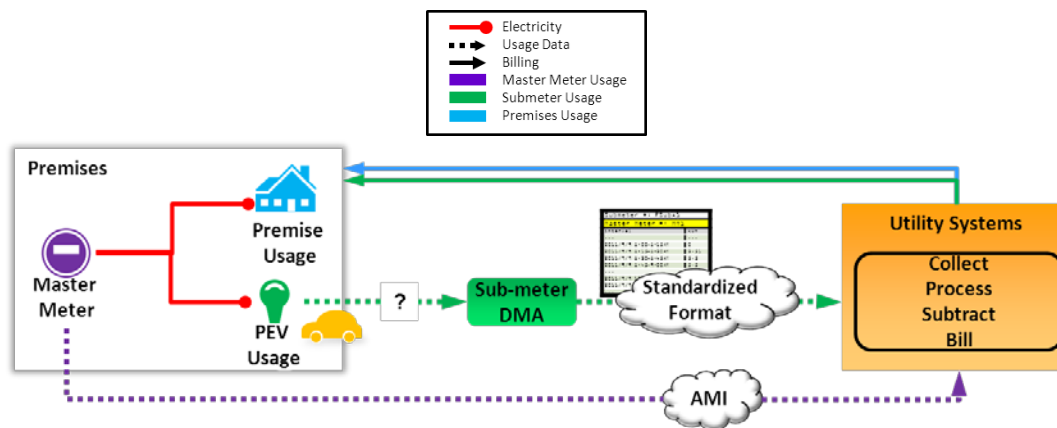 Electricity
Usage Data
Billing
Master Meter Usage
Submeter Usage
Premises Usage
Premises
Premise
Usage
Master
Meter
PEV
Usage
?
Sub-meter
DMA
Standardized
Format
Utility Systems
Collect
Process
Subtract
Bill
AMI